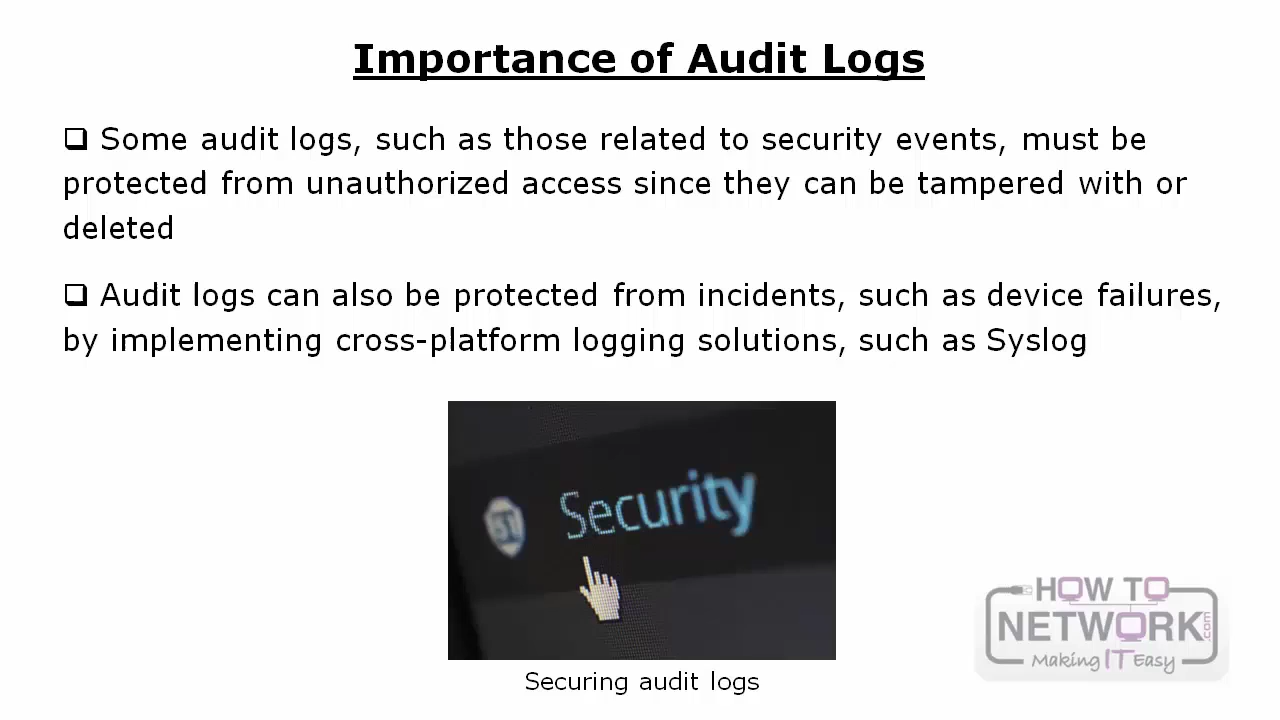 Importance of Audit Logs
❑ Some audit logs, such as those related to security events, must be
protected from unauthorized access since they can be tampered with or
deleted
❑ Audit logs can also be protected from incidents, such as device failures,
by implementing cross-platform logging solutions, such as Syslog
Security
Securing audit logs
HOW TO
NETWORK.com
Making IT Easy